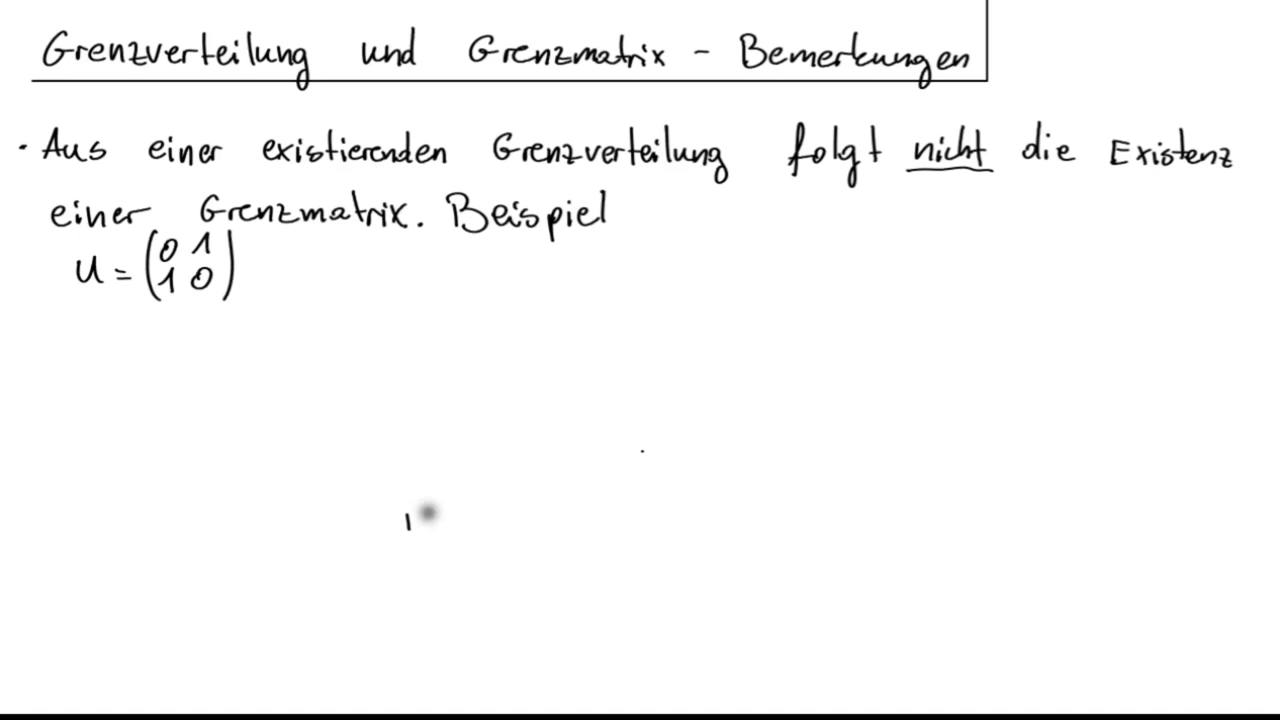 Grenzverteilung und Grenzmatrix - Bemerkungen
· Aus einer existierenden Grenzverteilung folgt nicht die Existenz
einer Grenzmatrix. Beispiel
U = (0 1
1 0)